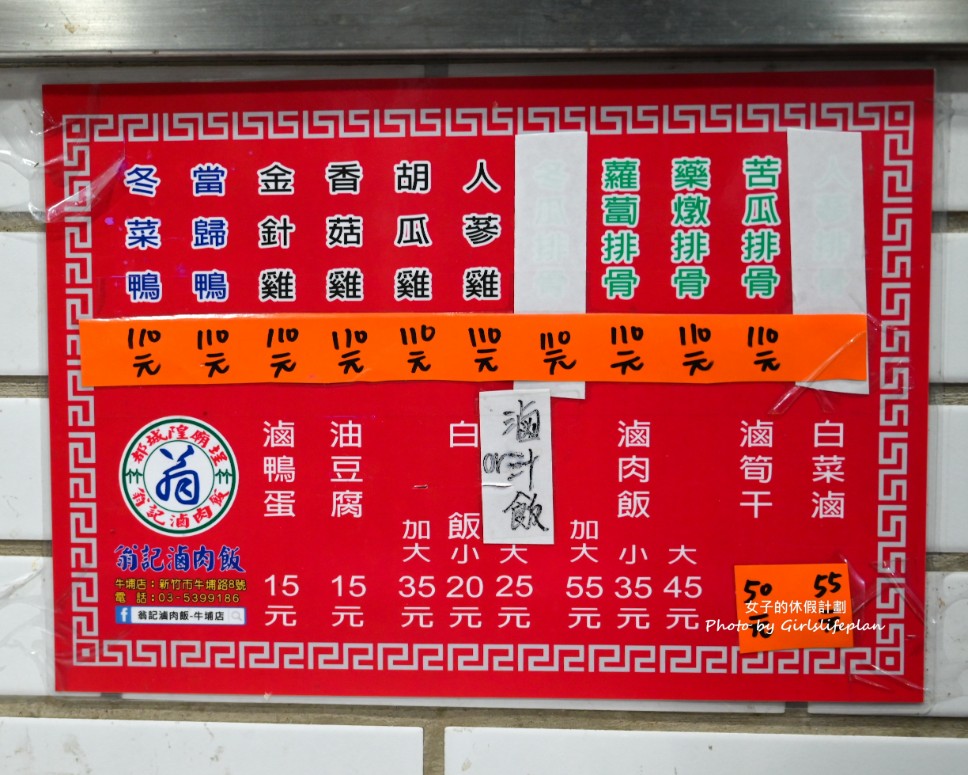 苦瓜排骨
藥燉排骨
蘿蔔排骨
人蔘雞
胡瓜雞
香菇雞
金針雞
當歸鴨
冬菜鴨
110元
110元
110元
110元
110元
110元
110元
110元
110元
110元
白菜滷
滷筍干
55
50元
滷肉飯
大
小
加大
45元
35元
55元
白飯
滷汁飯
or
大
小
加大
25元
20元
35元
油豆腐
15元
滷鴨蛋
15元
都城隍廟埕
翁
翁記滷肉飯
翁記滷肉飯
牛埔店：新竹市牛埔路8號
電　話：03-5399186
f 翁記滷肉飯-牛埔店
女子的休假計劃
Photo by Girlslifeplan